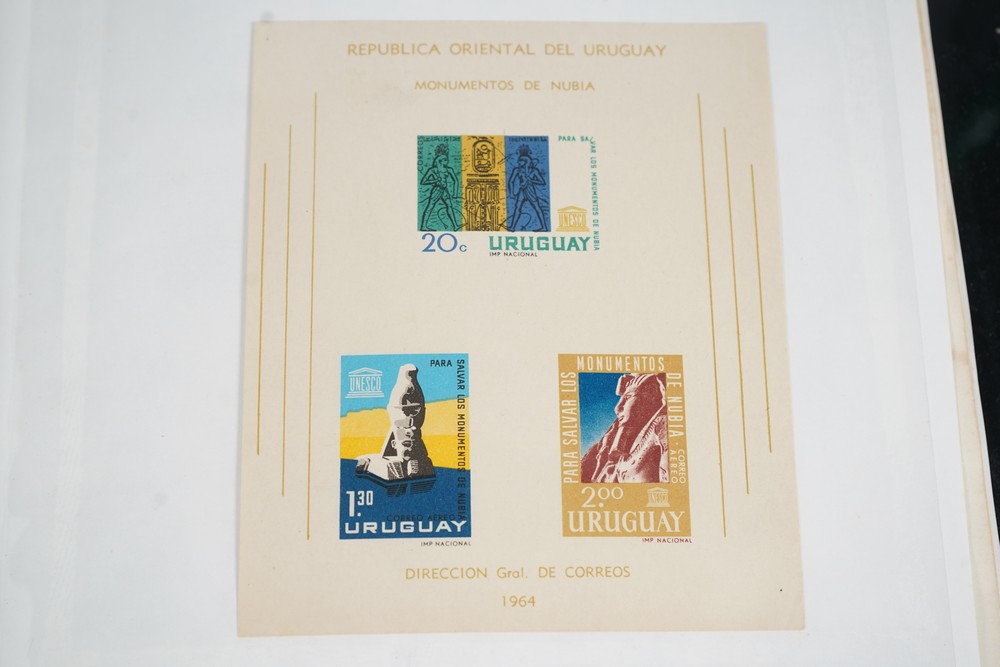 REPUBLICA ORIENTAL DEL URUGUAY
MONUMENTOS DE NUBIA
CORREO
PARA SALVAR LOS MONUMENTOS DE NUBIA
UNESCO
20c URUGUAY
IMP NACIONAL
UNESCO
PARA SALVAR LOS MONUMENTOS DE NUBIA
1.30
CORREO AEREO
URUGUAY
IMP NACIONAL
PARA SALVAR LOS MONUMENTOS DE NUBIA · CORREO AEREO
2.00
UNESCO
URUGUAY
IMP NACIONAL
DIRECCION Gral. DE CORREOS
1964